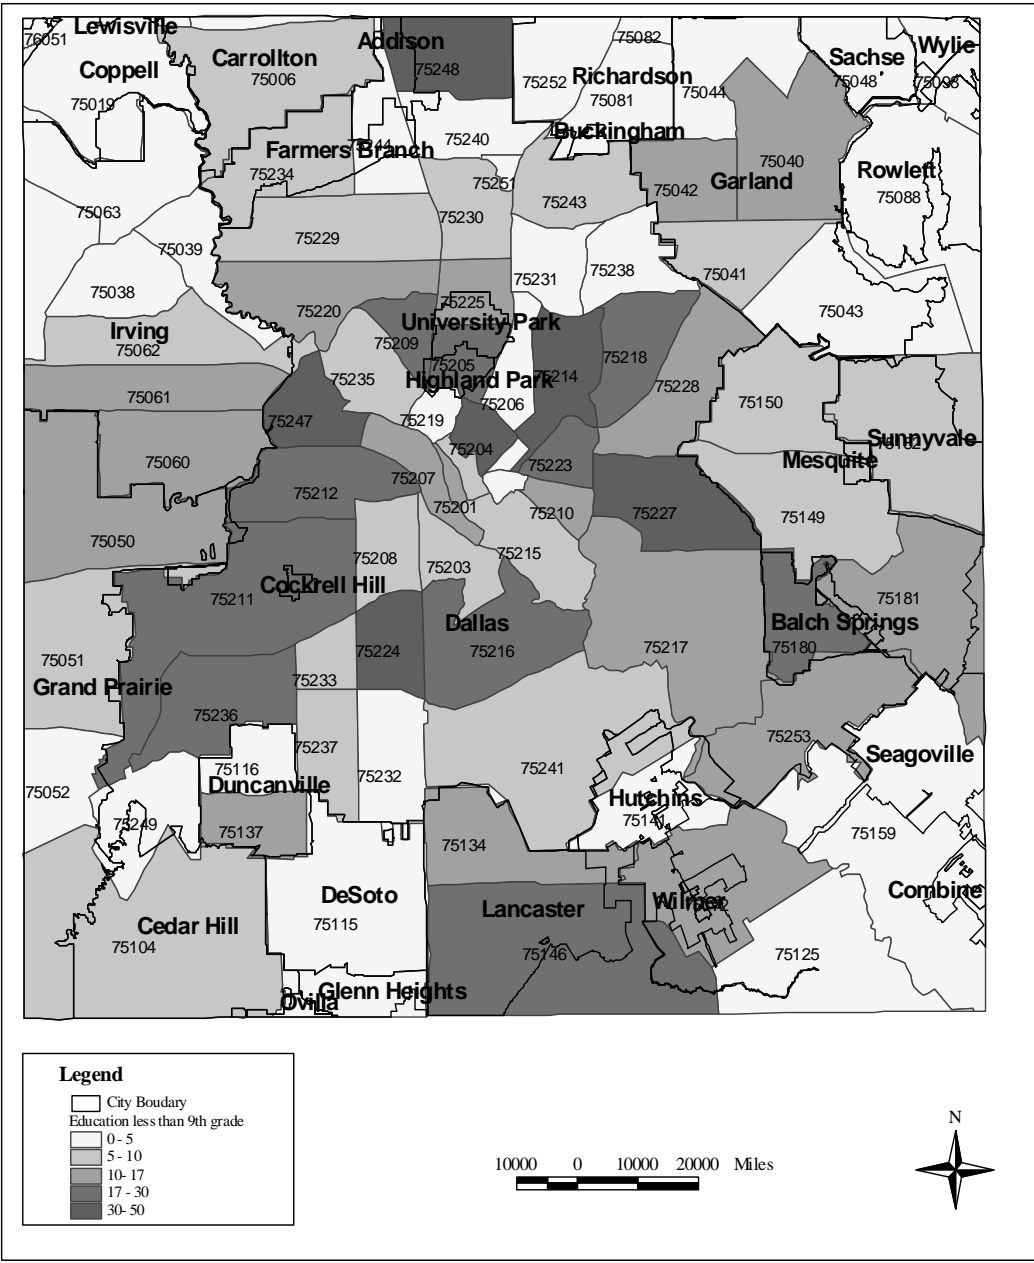 Lewisville
76051
Addison
75082
Wylie
Carrollton
Sachse
Coppell
75248
75006
Richardson
75252
75048
75098
75019
75081
75044
Buckingham
75240
Farmers Branch
75244
75040
75234
75251
75042
Garland
Rowlett
75088
75063
75230
75243
75229
75039
75231
75238
75041
75038
75225
75220
75043
University Park
Irving
75062
75209
75218
75205
75235
Highland Park
75214
75228
75061
75206
75150
75247
75219
Sunnyvale
75182
75204
Mesquite
75060
75223
75207
75212
75201
75210
75227
75149
75050
75208
75215
75203
Cockrell Hill
75211
75181
Dallas
Balch Springs
75224
75216
75217
75180
75051
75233
Grand Prairie
75236
75253
75237
Seagoville
75116
75232
75241
Duncanville
75052
Hutchins
75141
75249
75137
75159
75134
DeSoto
Combine
Wilmer
Lancaster
75115
Cedar Hill
75104
75146
75125
Glenn Heights
Ovilla
Legend
City Boudary
Education less than 9th grade
0 - 5
5 - 10
10- 17
17 - 30
30- 50
10000 0 10000 20000 Miles
N